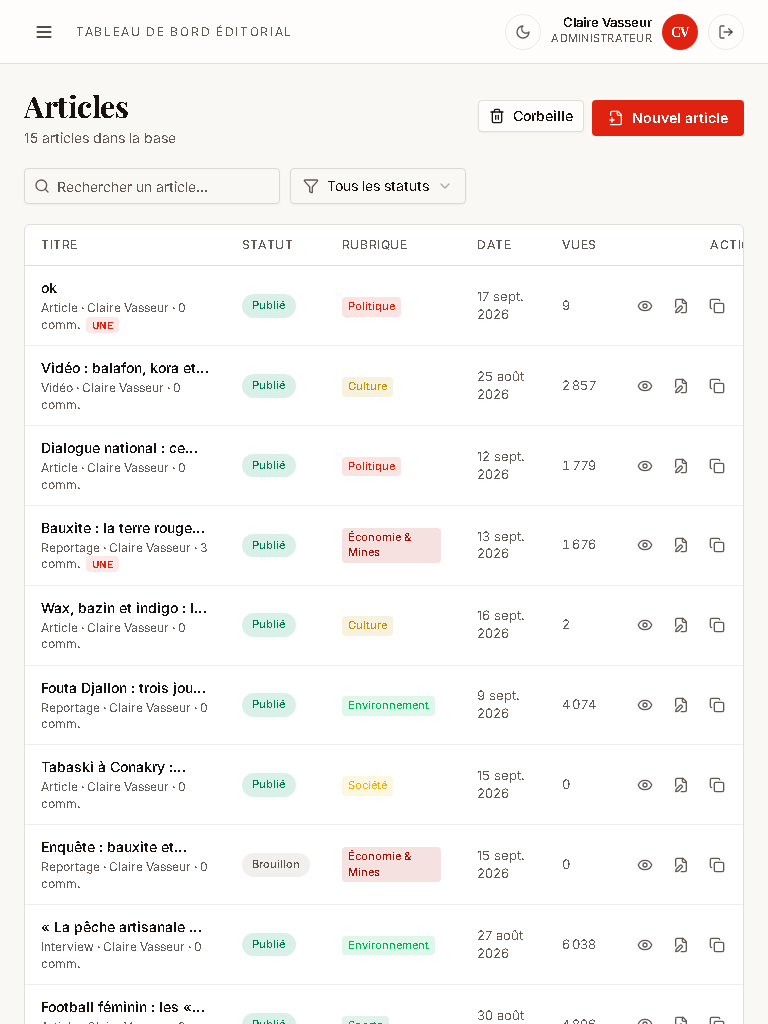 TABLEAU DE BORD ÉDITORIAL
Claire Vasseur
ADMINISTRATEUR
CV
Articles
15 articles dans la base
Corbeille
Nouvel article
Rechercher un article...
Tous les statuts
TITRE STATUT RUBRIQUE DATE VUES
ok
Article · Claire Vasseur · 0
comm. UNE
Publié
Politique
17 sept.
2026
9
Vidéo : balafon, kora et...
Vidéo · Claire Vasseur · 0
comm.
Publié
Culture
25 août
2026
2 857
Dialogue national : ce...
Article · Claire Vasseur · 0
comm.
Publié
Politique
12 sept.
2026
1 779
Bauxite : la terre rouge...
Reportage · Claire Vasseur · 3
comm. UNE
Publié
Économie &
Mines
13 sept.
2026
1 676
Wax, bazin et indigo : l...
Article · Claire Vasseur · 0
comm.
Publié
Culture
16 sept.
2026
2
Fouta Djallon : trois jou...
Reportage · Claire Vasseur · 0
comm.
Publié
Environnement
9 sept.
2026
4 074
Tabaski à Conakry :...
Article · Claire Vasseur · 0
comm.
Publié
Société
15 sept.
2026
0
Enquête : bauxite et...
Reportage · Claire Vasseur · 0
comm.
Brouillon
Économie &
Mines
15 sept.
2026
0
« La pêche artisanale ...
Interview · Claire Vasseur · 0
comm.
Publié
Environnement
27 août
2026
6 038
Football féminin : les «...
30 août